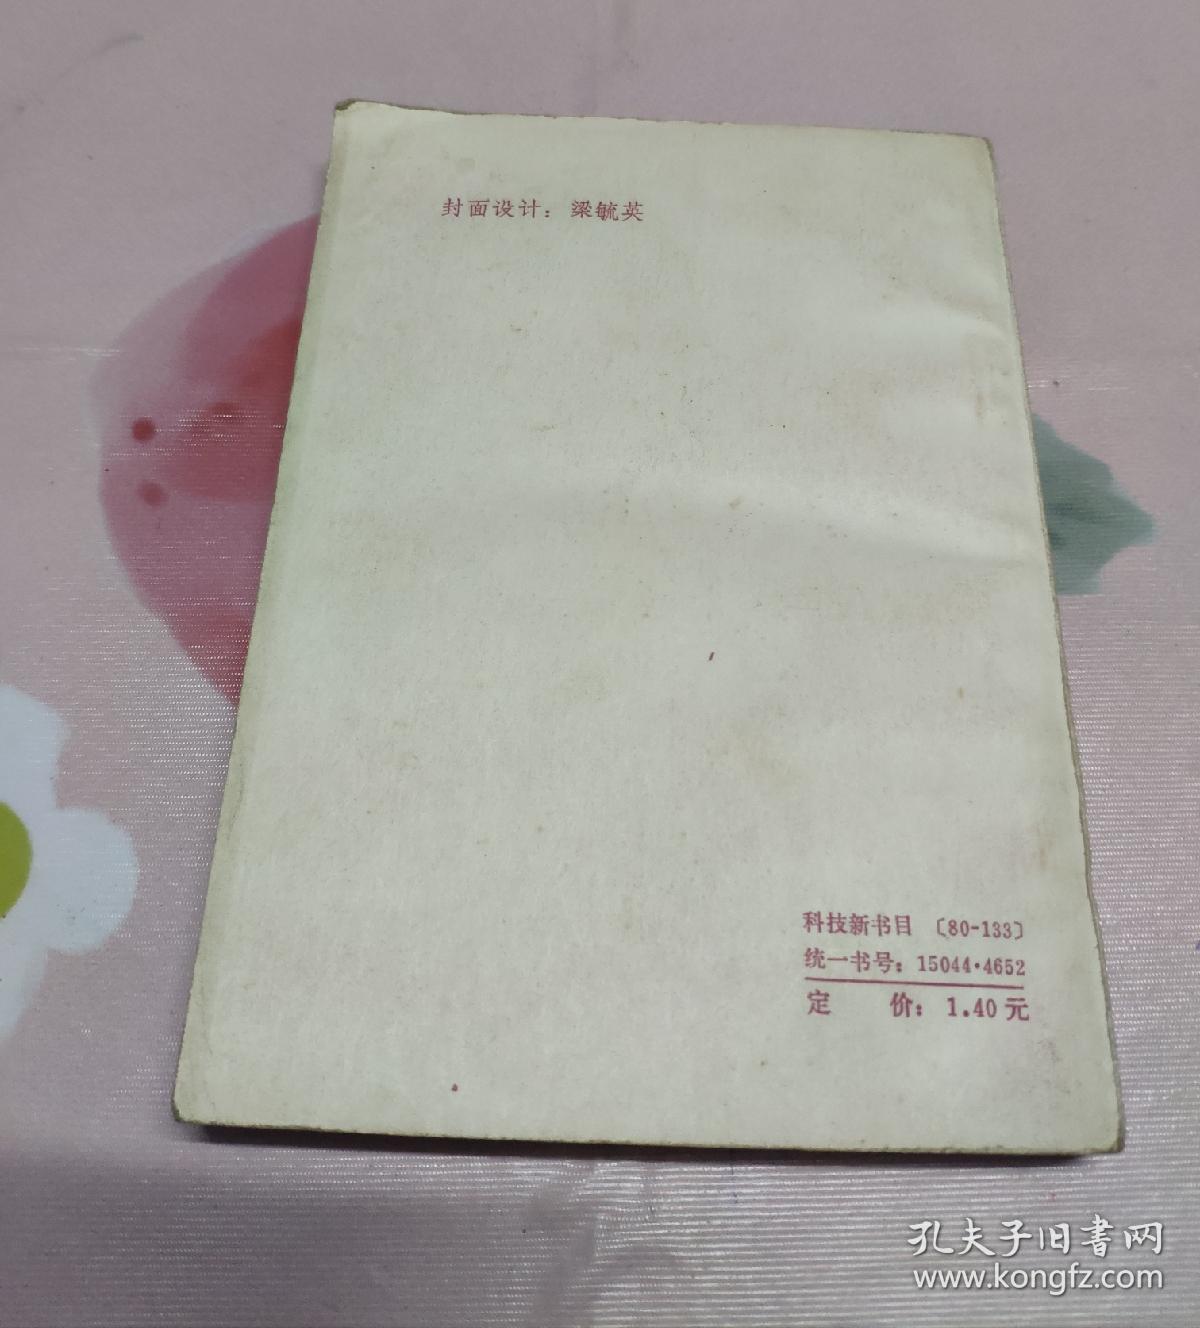 封面设计：梁毓英
科技新书目 〔80-133〕
统一书号：15044·4652
定 价：1.40元
孔夫子旧書网
www.kongfz.com